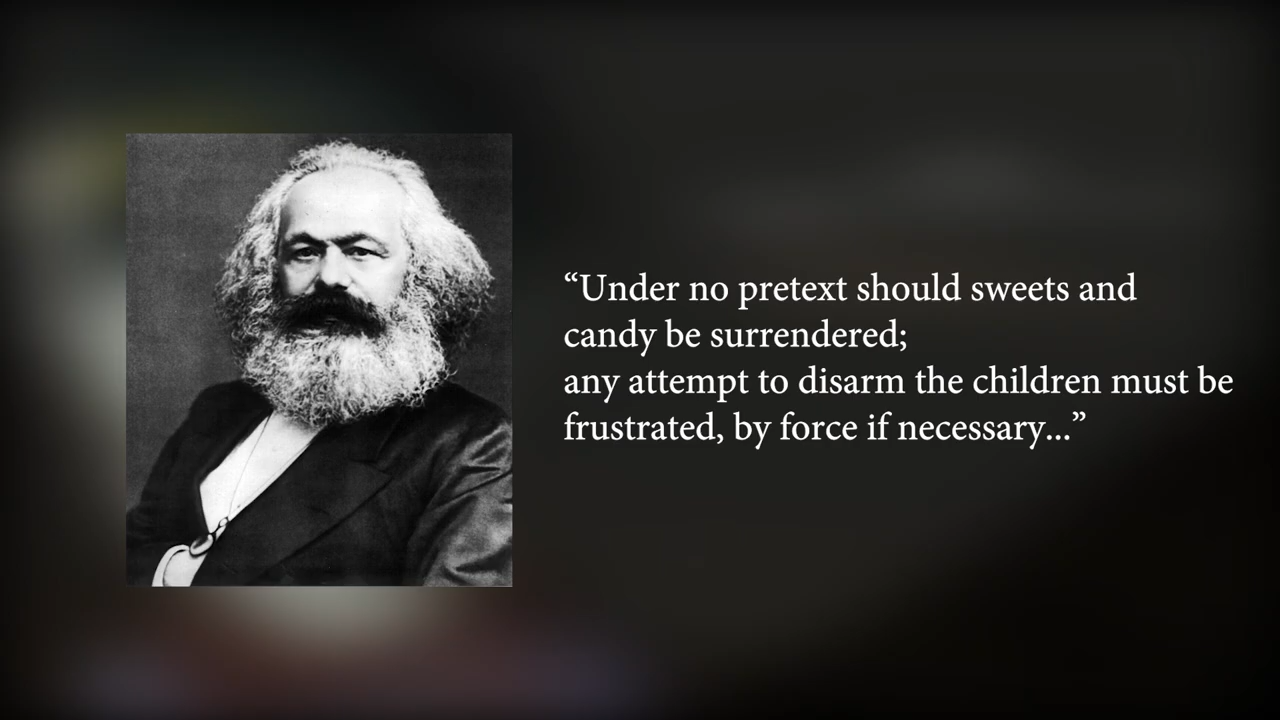 “Under no pretext should sweets and
candy be surrendered;
any attempt to disarm the children must be
frustrated, by force if necessary...”